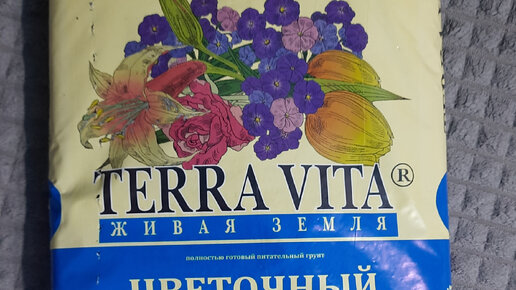 TERRA VITA®
ЖИВАЯ ЗЕМЛЯ
полностью готовый питательный грунт
ЦВЕТОЧНЫЙ